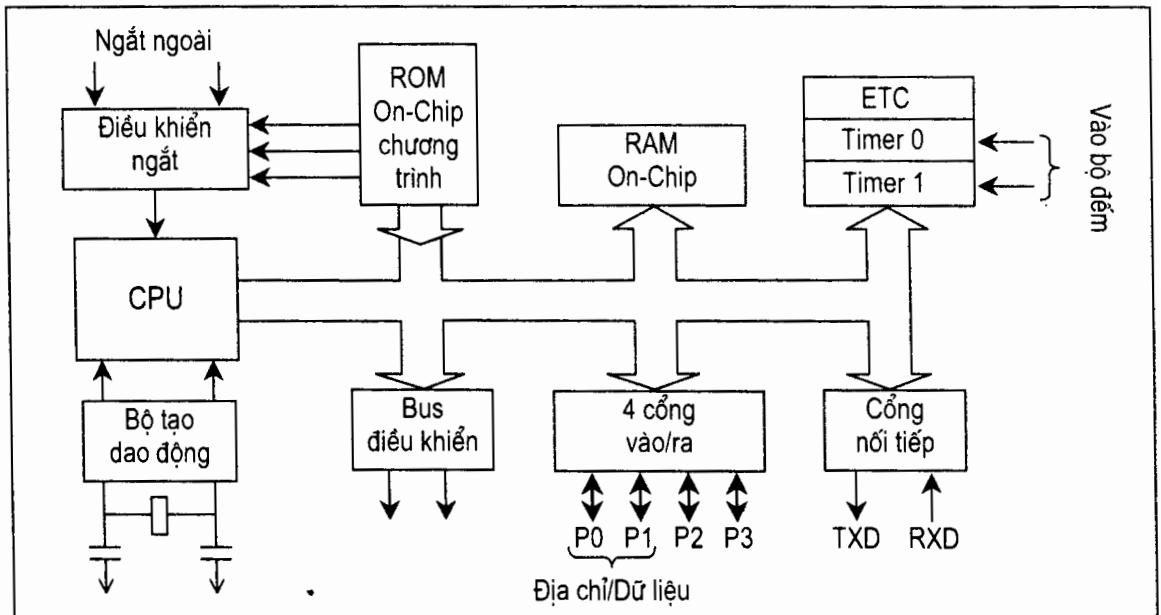 Ngắt ngoài
Điều khiển
ngắt
ROM
On-Chip
chương
trình
RAM
On-Chip
ETC
Timer 0
Timer 1
Vào bộ đếm
CPU
Bộ tạo
dao động
Bus
điều khiển
4 cổng
vào/ra
Cổng
nối tiếp
P0 P1 P2 P3
TXD RXD
Địa chỉ/Dữ liệu